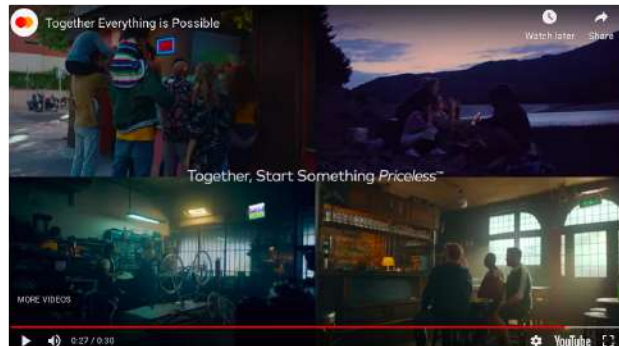 Together Everything is Possible
Watch later
Share
Together, Start Something Priceless™
MORE VIDEOS
0:27 / 0:30
YouTube